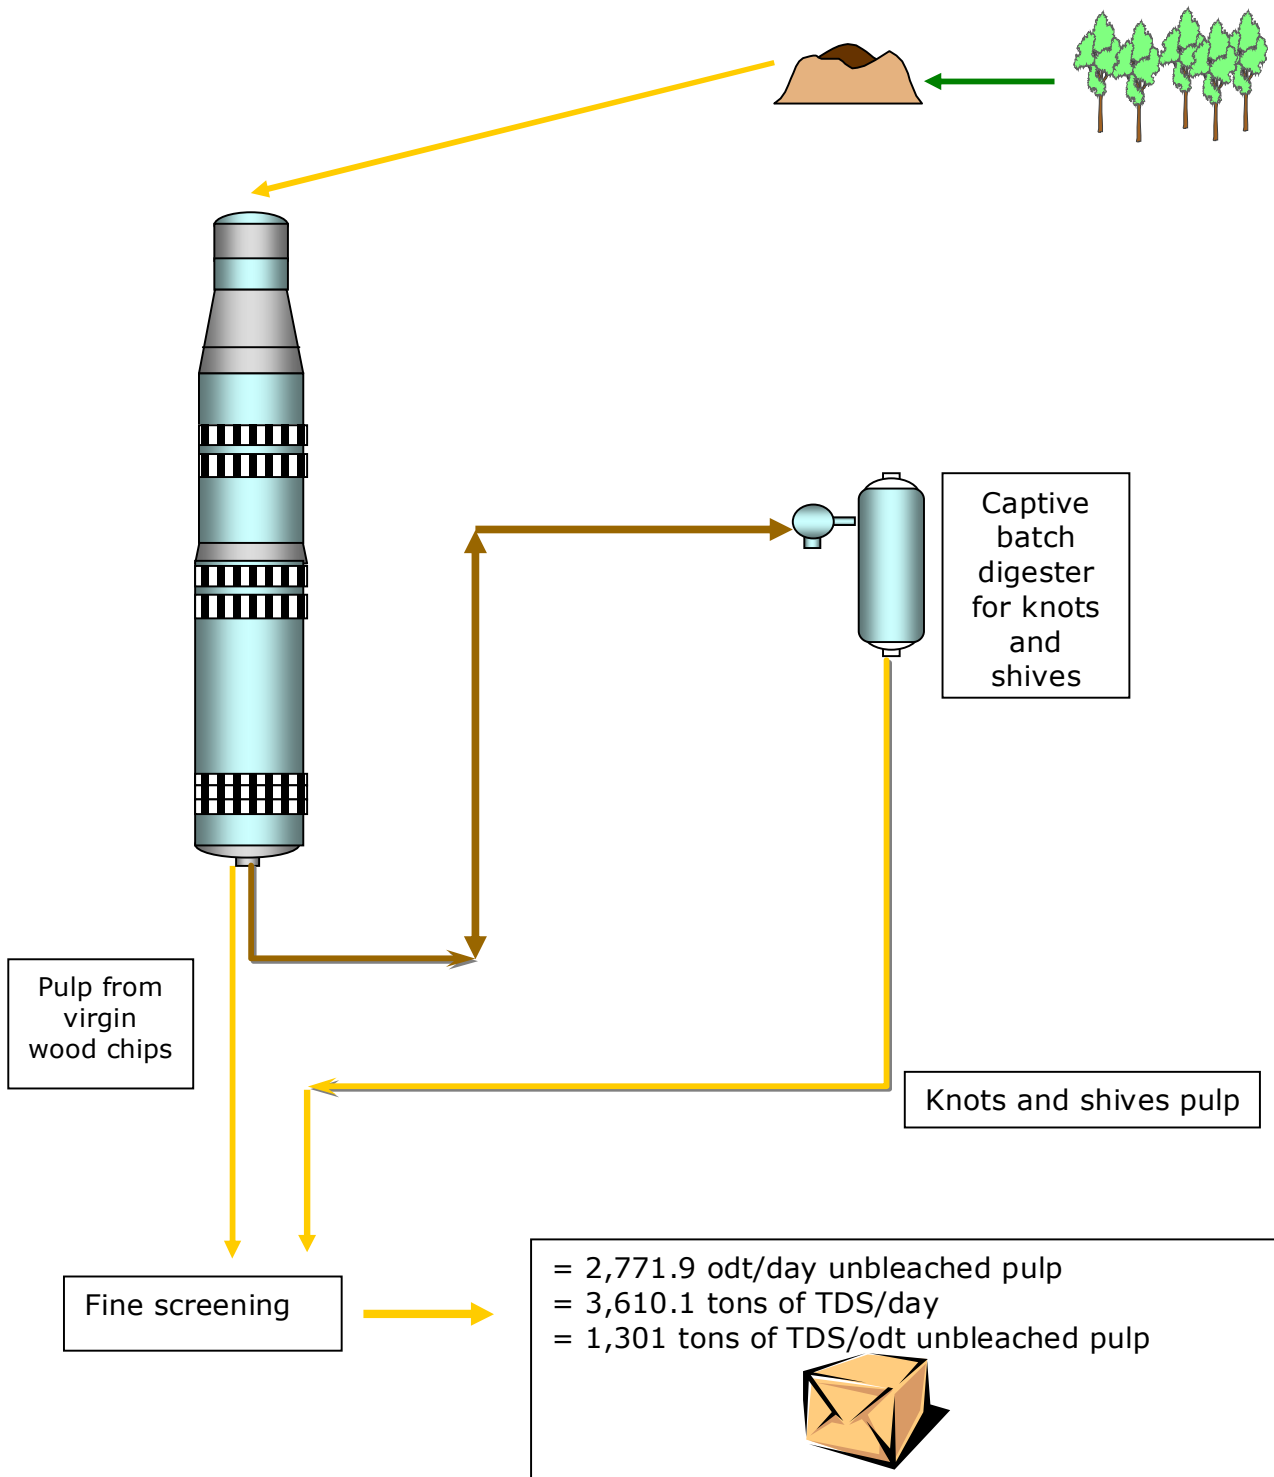 Captive
batch
digester
for knots
and
shives
Pulp from
virgin
wood chips
Knots and shives pulp
Fine screening
= 2,771.9 odt/day unbleached pulp
= 3,610.1 tons of TDS/day
= 1,301 tons of TDS/odt unbleached pulp